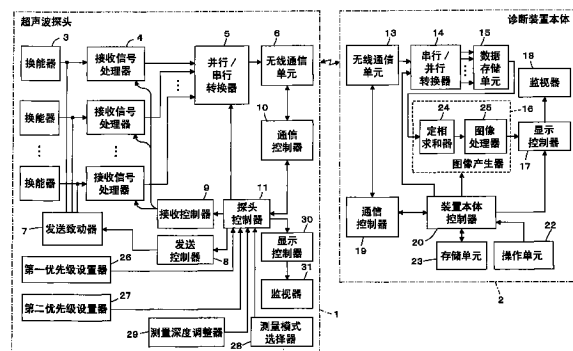 超声波探头
诊断装置本体
3
4
5
6
13
14
15
18
换能器
接收信号
处理器
并行/
串行
转换器
无线通信
单元
无线通信
单元
串行/
并行
转换器
数据
存储
单元
监视器
16
换能器
接收信号
处理器
10
24
25
定相
求和器
图像
处理器
显示
控制器
17
通信
控制器
图像产生器
换能器
接收信号
处理器
9
11
7
发送致动器
接收控制器
探头
控制器
30
通信
控制器
19
装置本体
控制器
20
22
发送
控制器
8
显示
控制器
31
23
存储单元
操作单元
26
第一优先级设置器
27
第二优先级设置器
监视器
1
2
29
测量深度调整器
28
测量模式
选择器